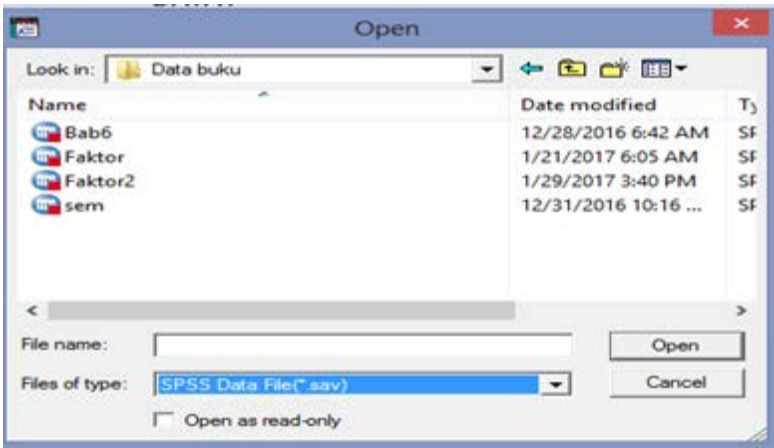 Open
Look in: Data buku
Name Date modified
Bab6 12/28/2016 6:42 AM
Faktor 1/21/2017 6:05 AM
Faktor2 1/29/2017 3:40 PM
sem 12/31/2016 10:16 ...
File name: Open
Files of type: SPSS Data File(*.sav) Cancel
Open as read-only